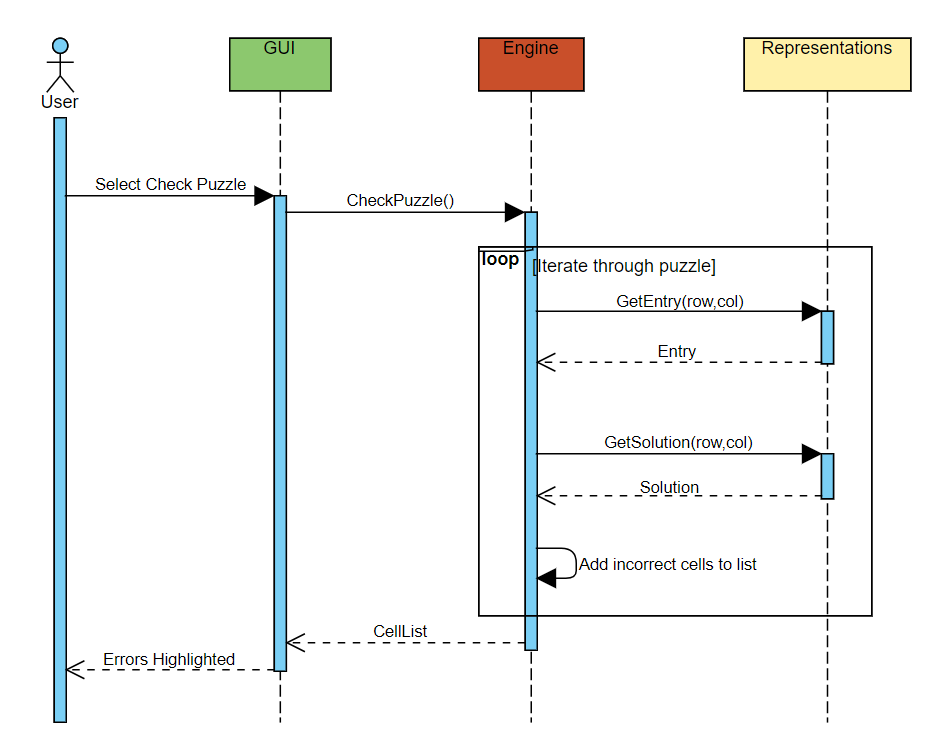 GUI
Engine
Representations
User
Select Check Puzzle
CheckPuzzle()
loop
[Iterate through puzzle]
GetEntry(row,col)
Entry
GetSolution(row,col)
Solution
Add incorrect cells to list
CellList
Errors Highlighted